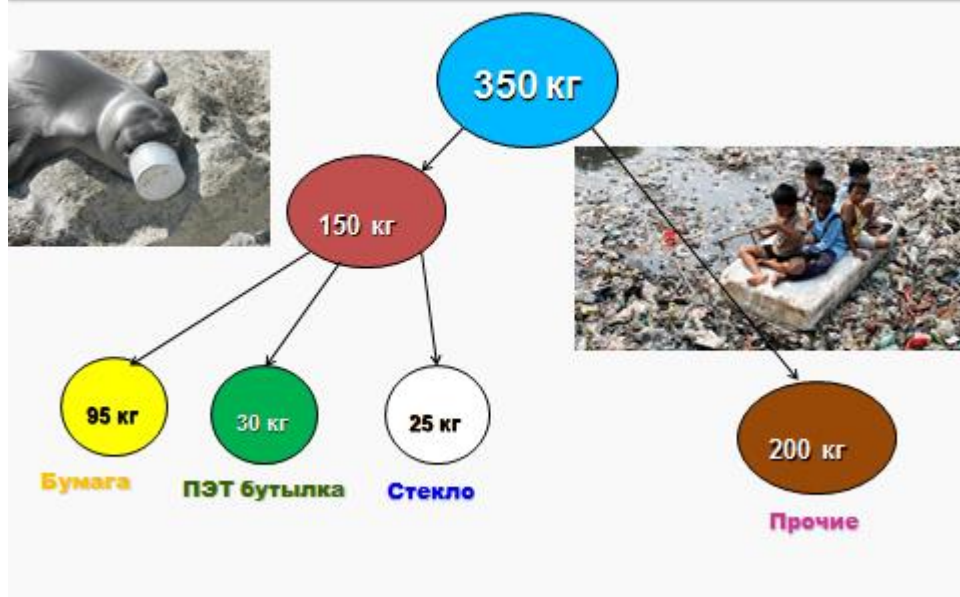 350 кг
150 кг
95 кг
30 кг
25 кг
200 кг
Бумага
ПЭТ бутылка
Стекло
Прочие